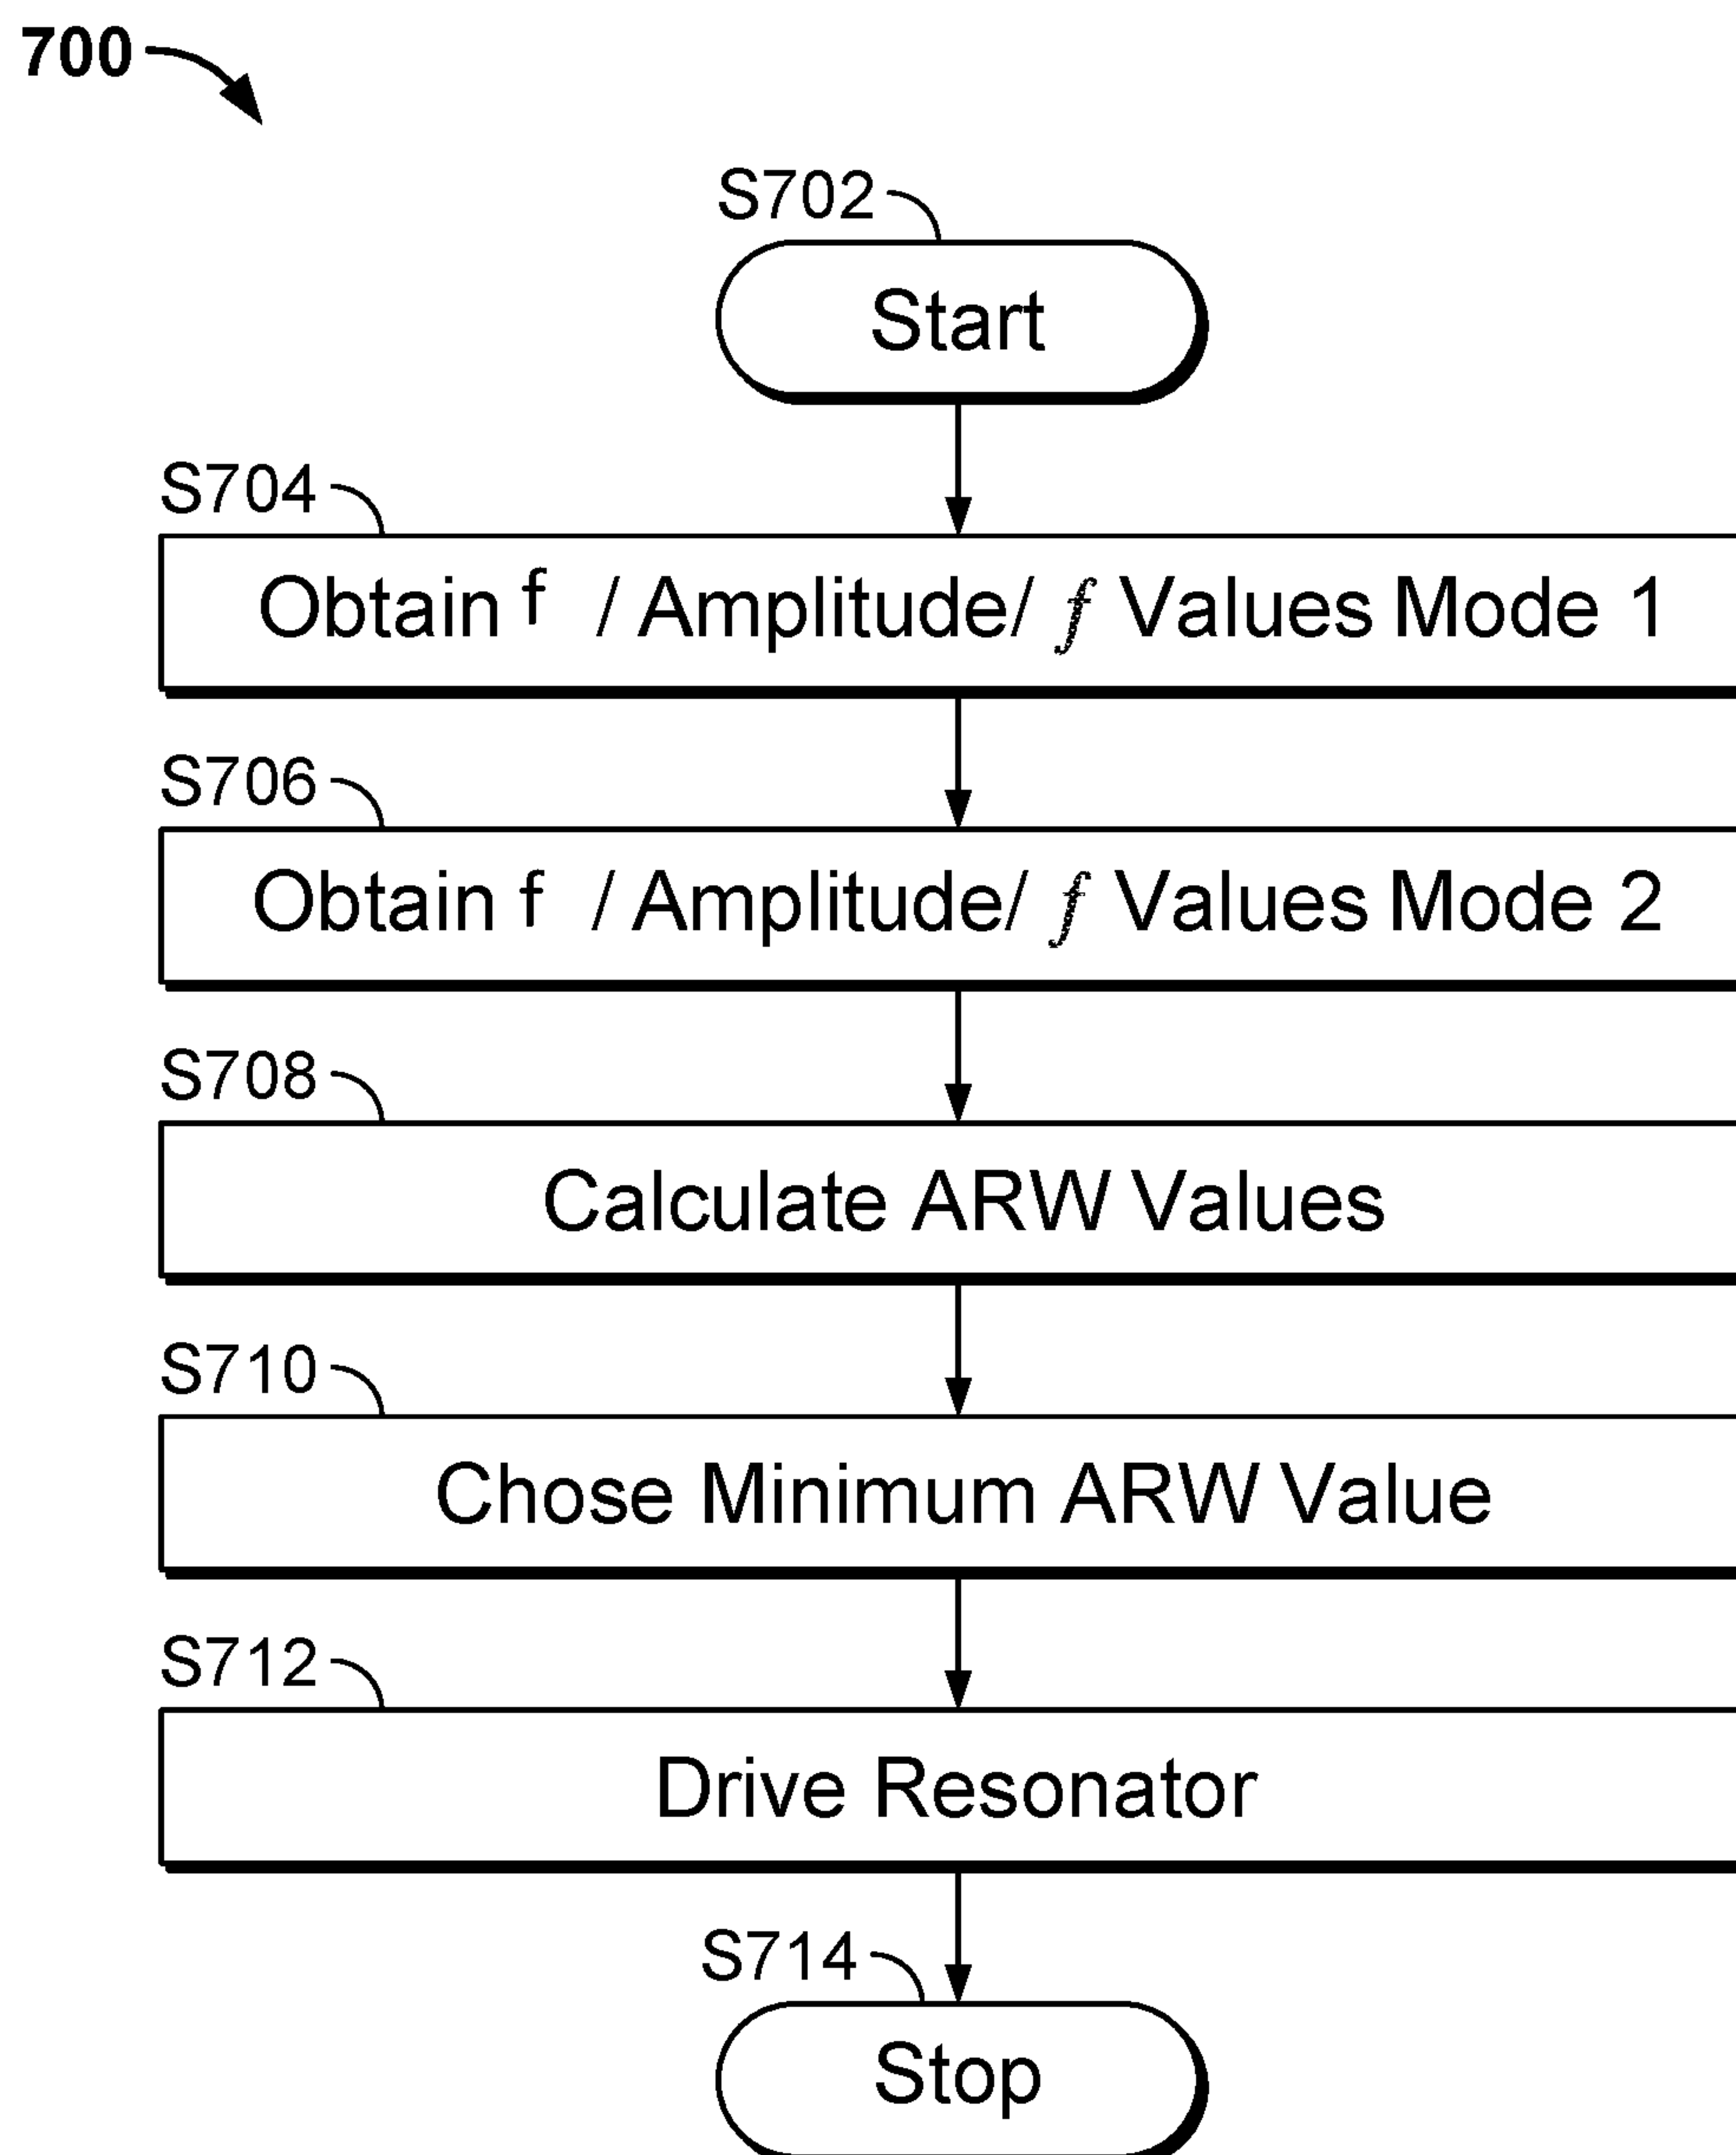 700
S702
Start
S704
Obtain f / Amplitude/ f Values Mode 1
S706
Obtain f / Amplitude/ f Values Mode 2
S708
Calculate ARW Values
S710
Chose Minimum ARW Value
S712
Drive Resonator
S714
Stop